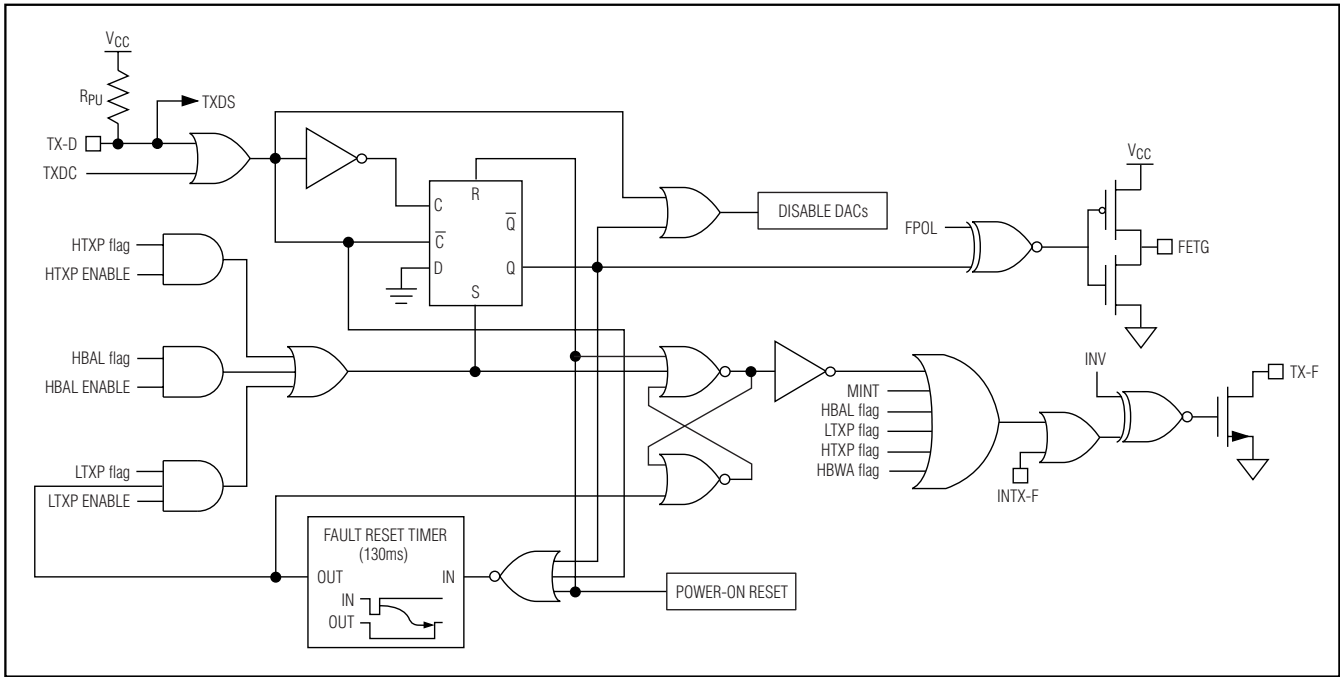 VCC
RPU
TXDS
TX-D
TXDC
HTXP flag
HTXP ENABLE
HBAL flag
HBAL ENABLE
LTXP flag
LTXP ENABLE
R
C
C
D
S
Q
Q
DISABLE DACs
FPOL
VCC
FETG
MINT
HBAL flag
LTXP flag
HTXP flag
HBWA flag
INTX-F
INV
TX-F
FAULT RESET TIMER
(130ms)
OUT IN
IN
OUT
POWER-ON RESET